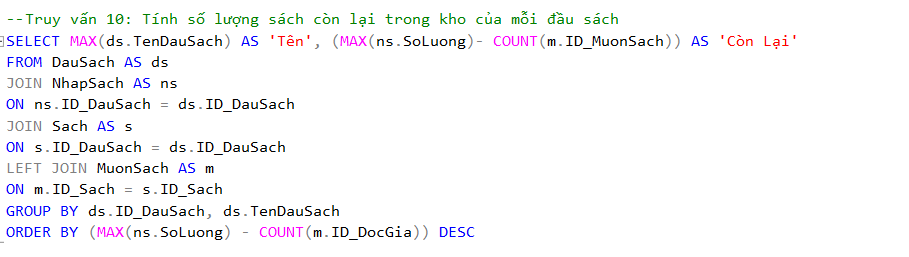 --Truy vấn 10: Tính số lượng sách còn lại trong kho của mỗi đầu sách
SELECT MAX(ds.TenDauSach) AS 'Tên', (MAX(ns.SoLuong)- COUNT(m.ID_MuonSach)) AS 'Còn Lại'
FROM DauSach AS ds
JOIN NhapSach AS ns
ON ns.ID_DauSach = ds.ID_DauSach
JOIN Sach AS s
ON s.ID_DauSach = ds.ID_DauSach
LEFT JOIN MuonSach AS m
ON m.ID_Sach = s.ID_Sach
GROUP BY ds.ID_DauSach, ds.TenDauSach
ORDER BY (MAX(ns.SoLuong) - COUNT(m.ID_DocGia)) DESC